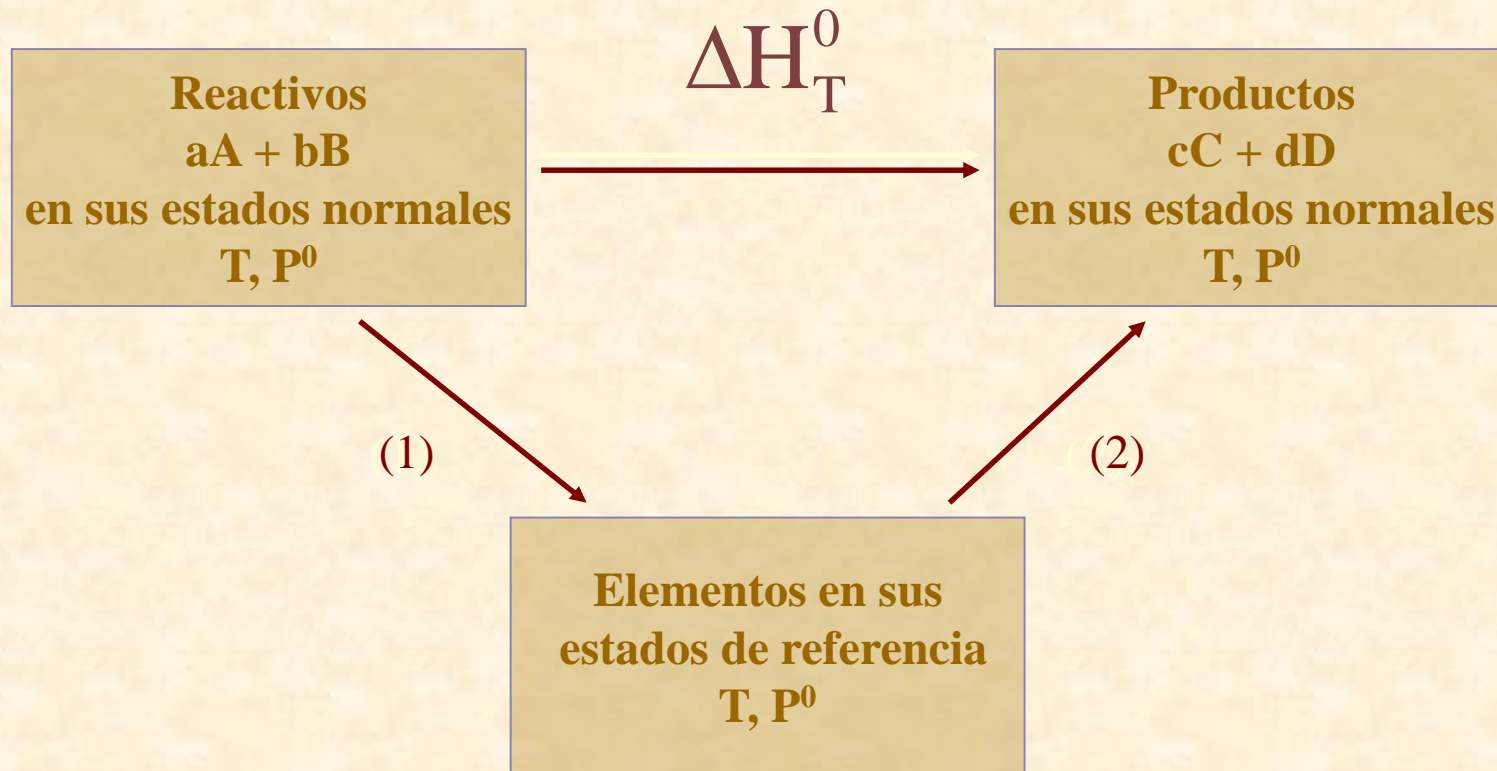 ΔH⁰_T
Reactivos
aA + bB
en sus estados normales
T, P⁰
Productos
cC + dD
en sus estados normales
T, P⁰
(1)
(2)
Elementos en sus
estados de referencia
T, P⁰